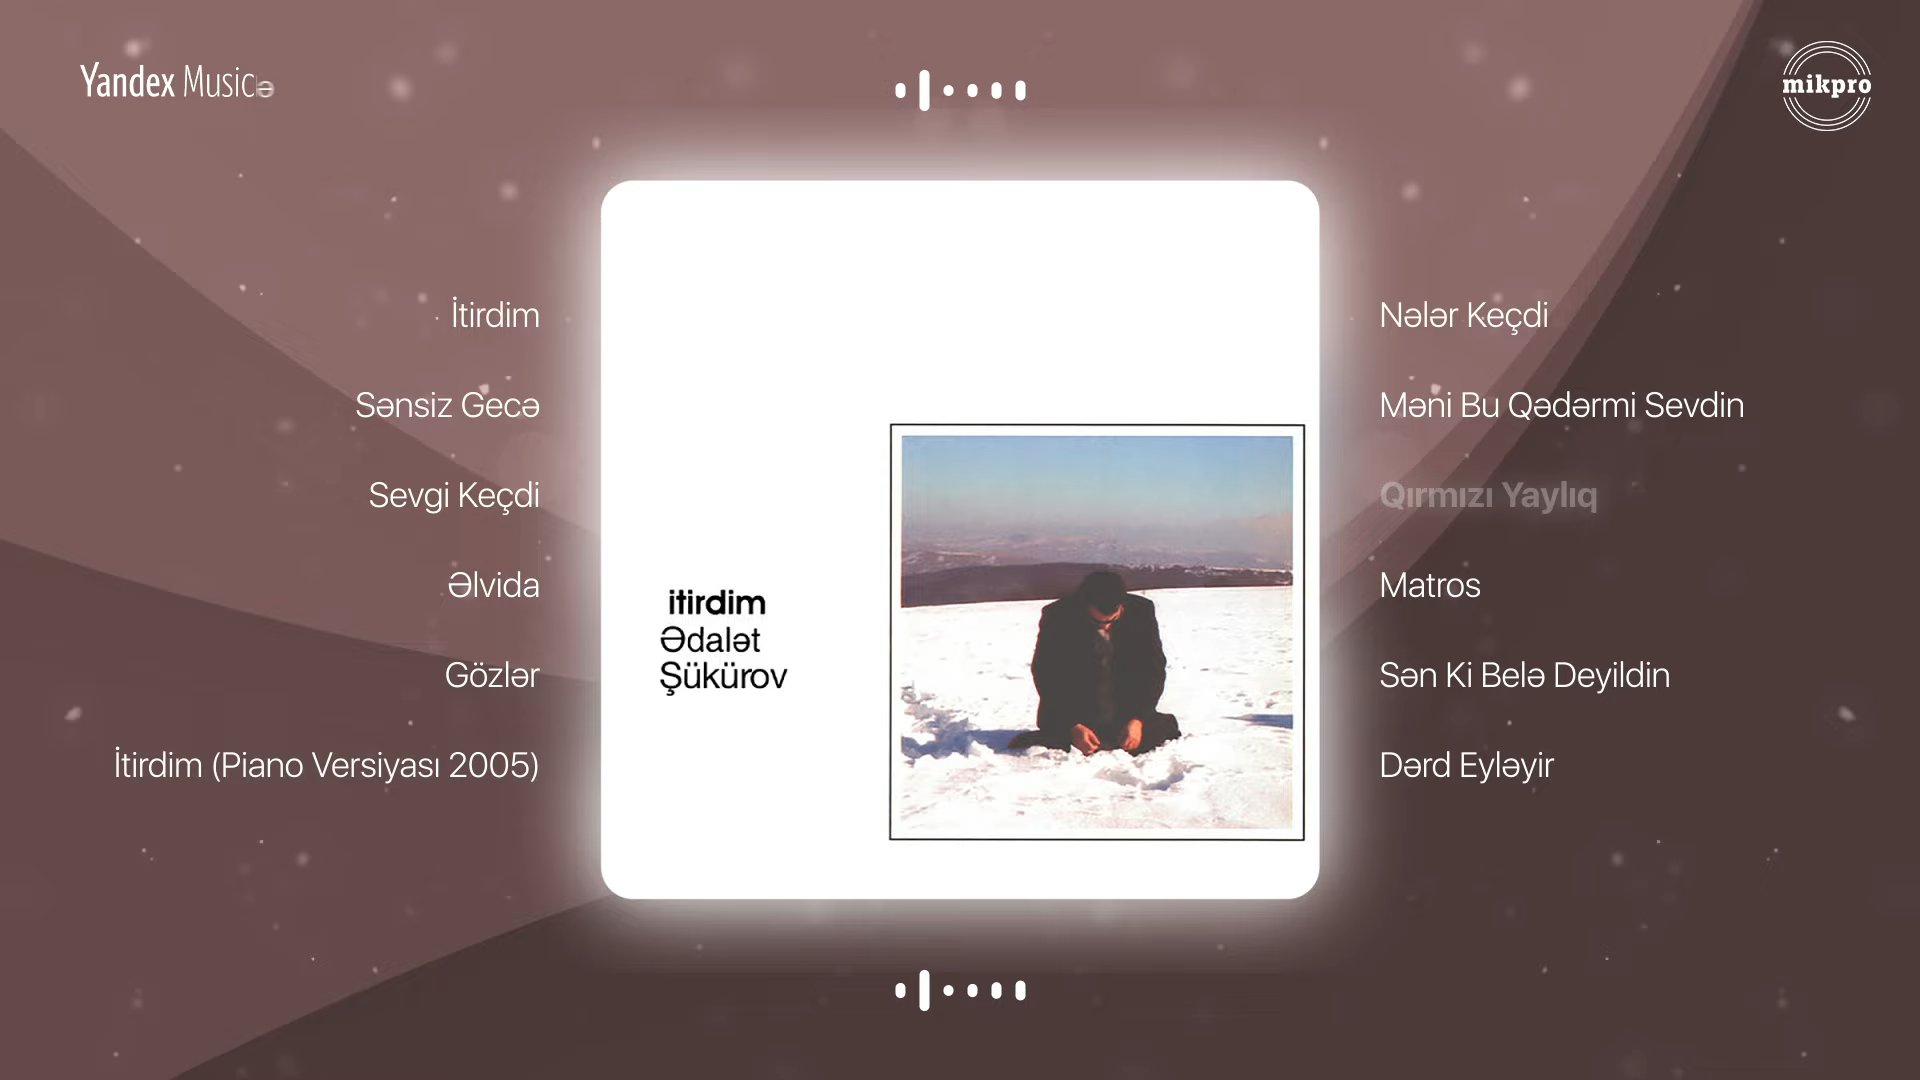 Yandex Music
mikpro
İtirdim
Sənsiz Gecə
Sevgi Keçdi
Əlvida
Gözlər
İtirdim (Piano Versiyası 2005)
itirdim
Ədalət
Şükürov
Nələr Keçdi
Məni Bu Qədərmi Sevdin
Qırmızı Yaylıq
Matros
Sən Ki Belə Deyildin
Dərd Eyləyir